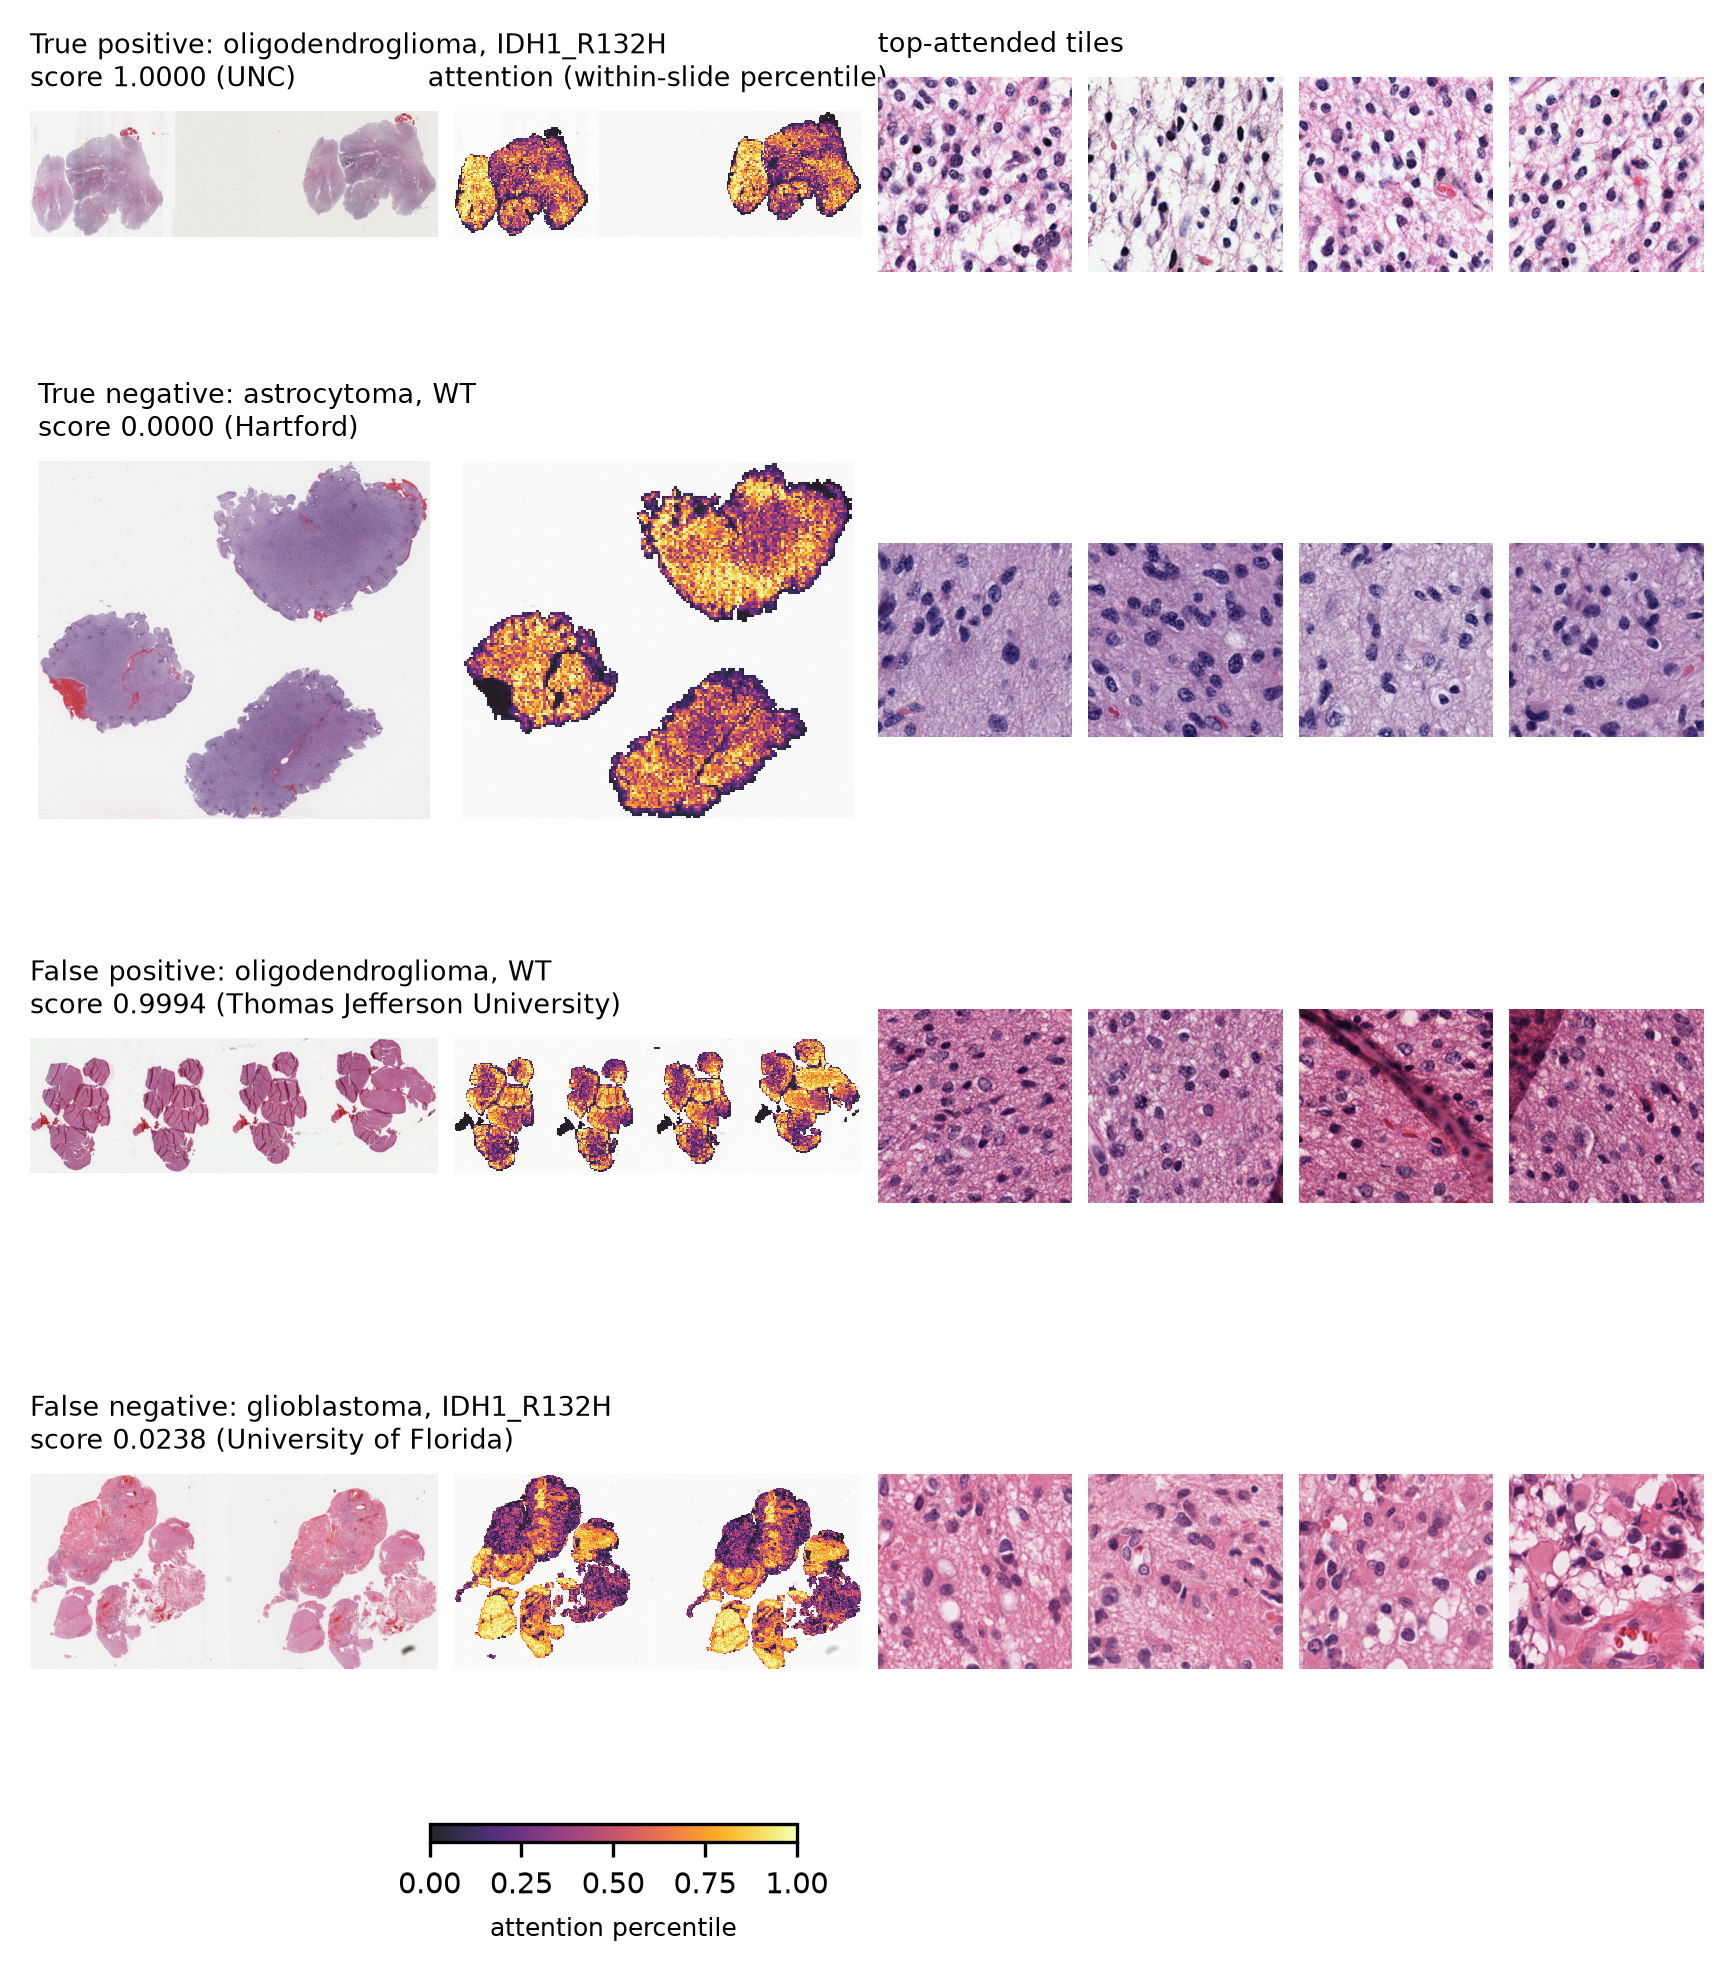 True positive: oligodendroglioma, IDH1_R132H
score 1.0000 (UNC)
attention (within-slide percentile)
top-attended tiles
True negative: astrocytoma, WT
score 0.0000 (Hartford)
False positive: oligodendroglioma, WT
score 0.9994 (Thomas Jefferson University)
False negative: glioblastoma, IDH1_R132H
score 0.0238 (University of Florida)
0.00 0.25 0.50 0.75 1.00
attention percentile